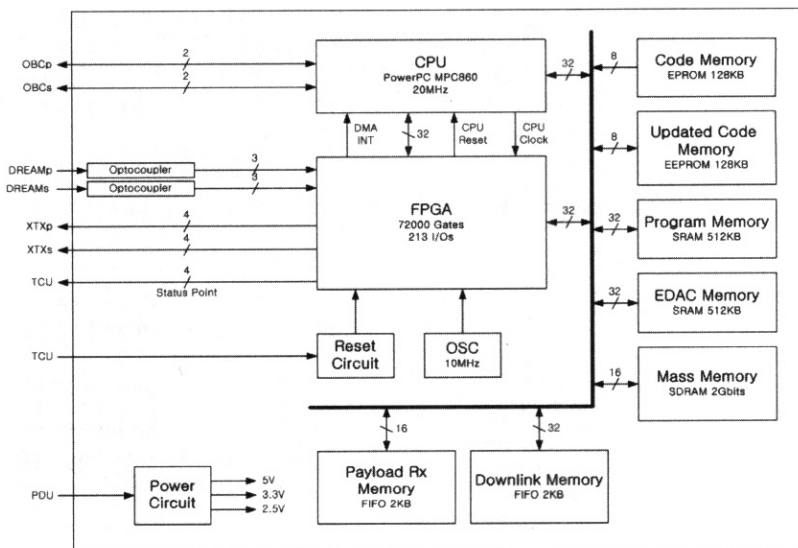 CPU
PowerPC MPC860
20MHz
OBCp
2
OBCs
2
32
8
Code Memory
EPROM 128KB
DMA
INT
32
CPU
Reset
CPU
Clock
8
Updated Code
Memory
EEPROM 128KB
DREAMp
Optocoupler
3
DREAMs
Optocoupler
3
FPGA
72000 Gates
213 I/Os
32
32
Program Memory
SRAM 512KB
XTXp
4
XTXs
4
TCU
4
Status Point
32
EDAC Memory
SRAM 512KB
TCU
Reset
Circuit
OSC
10MHz
16
Mass Memory
SDRAM 2Gbits
16
32
Payload Rx
Memory
FIFO 2KB
Downlink Memory
FIFO 2KB
PDU
Power
Circuit
5V
3.3V
2.5V